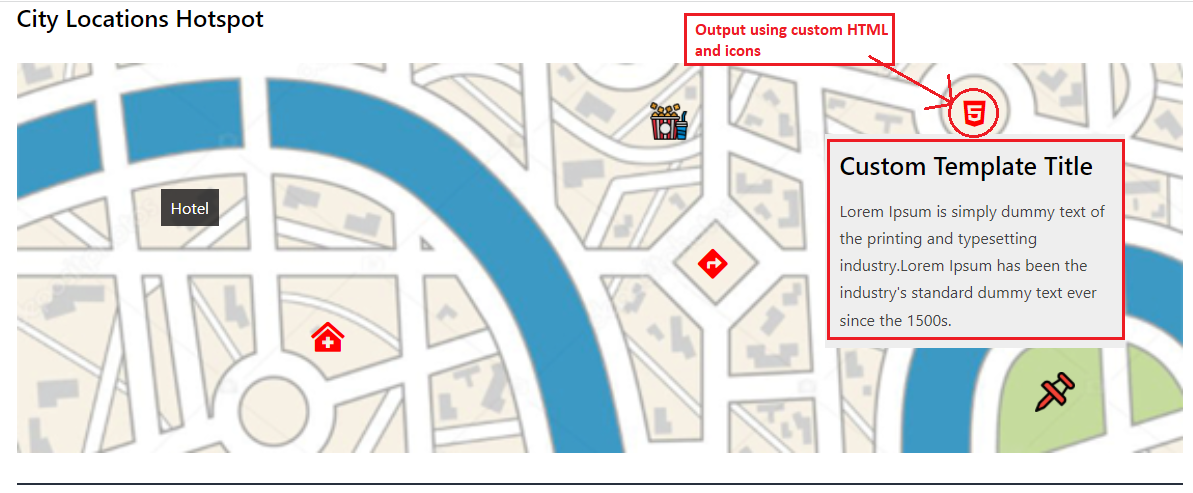 City Locations Hotspot
Output using custom HTML
and icons
Hotel
Custom Template Title
Lorem Ipsum is simply dummy text of
the printing and typesetting
industry.Lorem Ipsum has been the
industry's standard dummy text ever
since the 1500s.